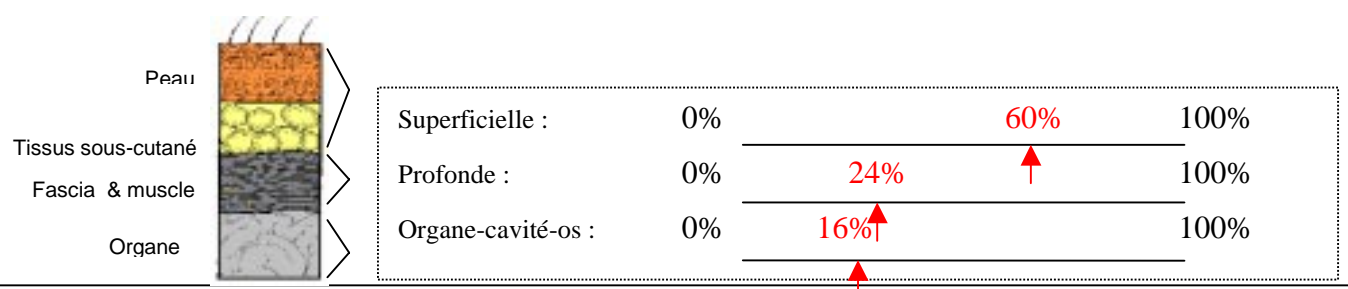 Peau
Tissus sous-cutané
Fascia & muscle
Organe
Superficielle : 0% 60% 100%
Profonde : 0% 24% 100%
Organe-cavité-os : 0% 16% 100%